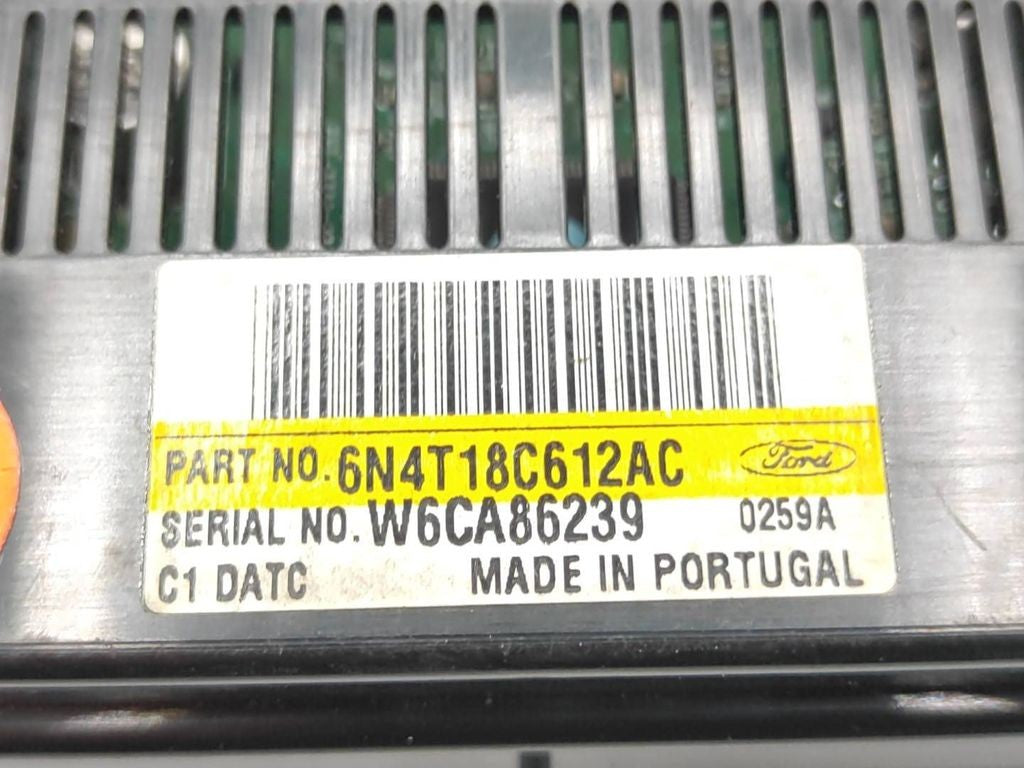 PART NO. 6N4T18C612AC Ford
SERIAL NO. W6CA86239 0259A
C1 DATC MADE IN PORTUGAL